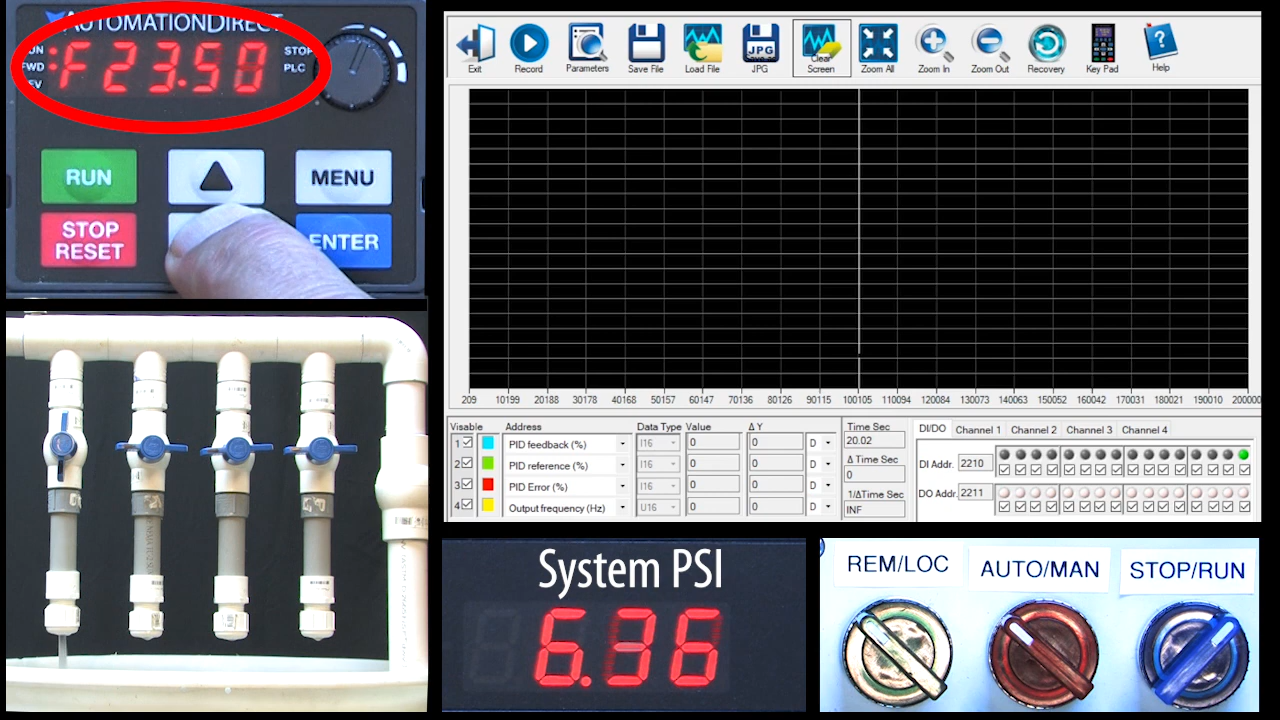 AUTOMATIONDIRECT
RUN
FWD
REV
F23.50
STOP
PLC
RUN
MENU
STOP
RESET
ENTER
Exit
Record
Parameters
Save File
Load File
JPG
JPG
Clear
Screen
Zoom All
Zoom In
Zoom Out
Recovery
Key Pad
?
Help
209 10199 20188 30178 40168 50157 60147 70136 80126 90115 100105 110094 120084 130073 140063 150052 160042 170031 180021 190010 200000
Visable Address Data Type Value Δ Y
1 PID feedback (%) I16 0 0 D
2 PID reference (%) I16 0 0 D
3 PID Error (%) I16 0 0 D
4 Output frequency (Hz) U16 0 0 D
Time Sec
20.02
Δ Time Sec
0
1/ΔTime Sec
INF
DI/DO Channel 1 Channel 2 Channel 3 Channel 4
DI Addr. 2210
DO Addr. 2211
System PSI
6.36
REM/LOC
AUTO/MAN
STOP/RUN